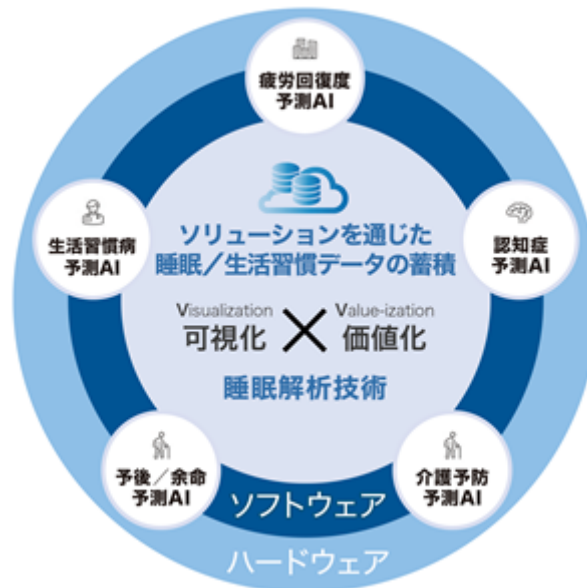 疲労回復度
予測AI
生活習慣病
予測AI
認知症
予測AI
ソリューションを通じた
睡眠／生活習慣データの蓄積
Visualization
可視化
×
Value-ization
価値化
睡眠解析技術
予後／余命
予測AI
介護予防
予測AI
ソフトウェア
ハードウェア